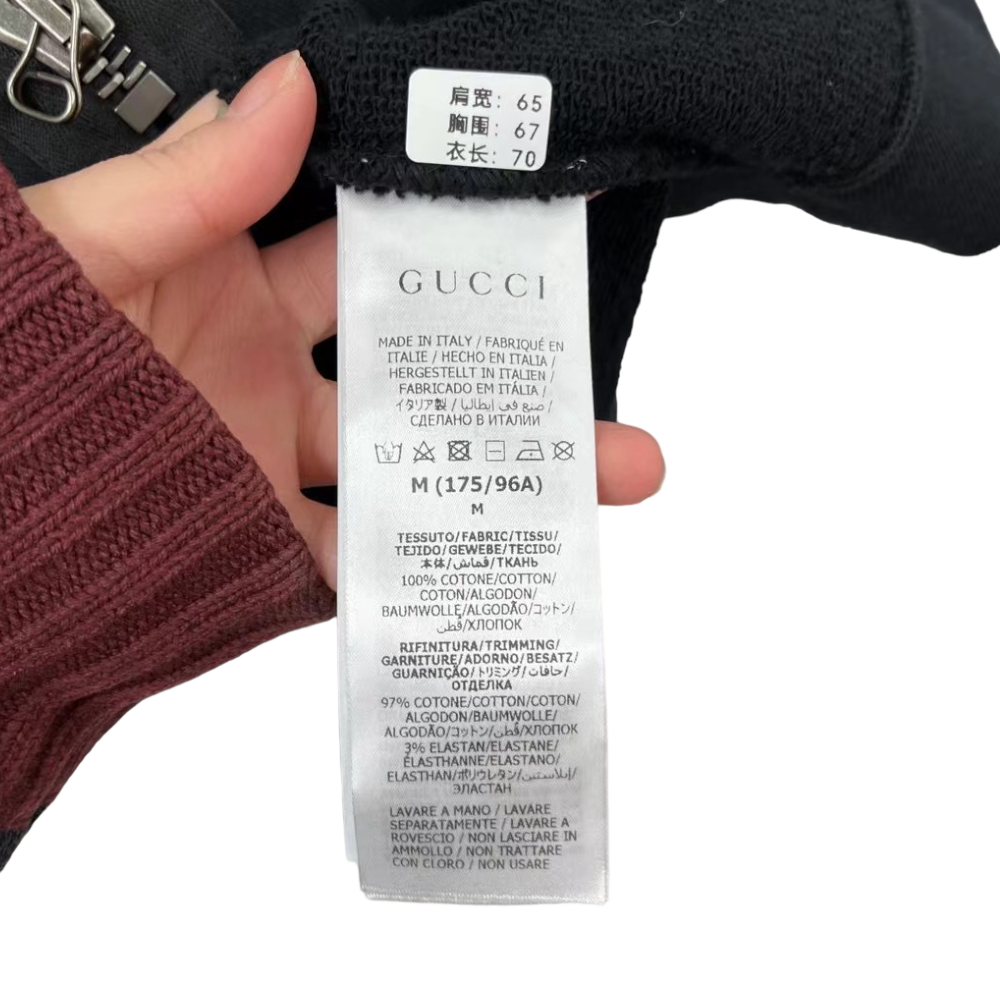 肩宽: 65
胸围: 67
衣长: 70
GUCCI
MADE IN ITALY / FABRIQUÉ EN
ITALIE / HECHO EN ITALIA /
HERGESTELLT IN ITALIEN /
FABRICADO EM ITÁLIA /
イタリア製 / صنع في إيطاليا /
СДЕЛАНО В ИТАЛИИ
M (175/96A)
M
TESSUTO/FABRIC/TISSU/
TEJIDO/GEWEBE/TECIDO/
本体/قماش/ТКАНЬ
100% COTONE/COTTON/
COTON/ALGODON/
BAUMWOLLE/ALGODÃO/コットン/
قُطن/ХЛОПОК
RIFINITURA/TRIMMING/
GARNITURE/ADORNO/BESATZ/
GUARNIÇÃO/トリミング/حافات/
ОТДЕЛКА
97% COTONE/COTTON/COTON/
ALGODON/BAUMWOLLE/
ALGODÃO/コットン/قُطن/ХЛОПОК
3% ELASTAN/ELASTANE/
ÉLASTHANNE/ELASTANO/
ELASTHAN/ポリウレタン/إيلاستين/
ЭЛАСТАН
LAVARE A MANO / LAVARE
SEPARATAMENTE / LAVARE A
ROVESCIO / NON LASCIARE IN
AMMOLLO / NON TRATTARE
CON CLORO / NON USARE